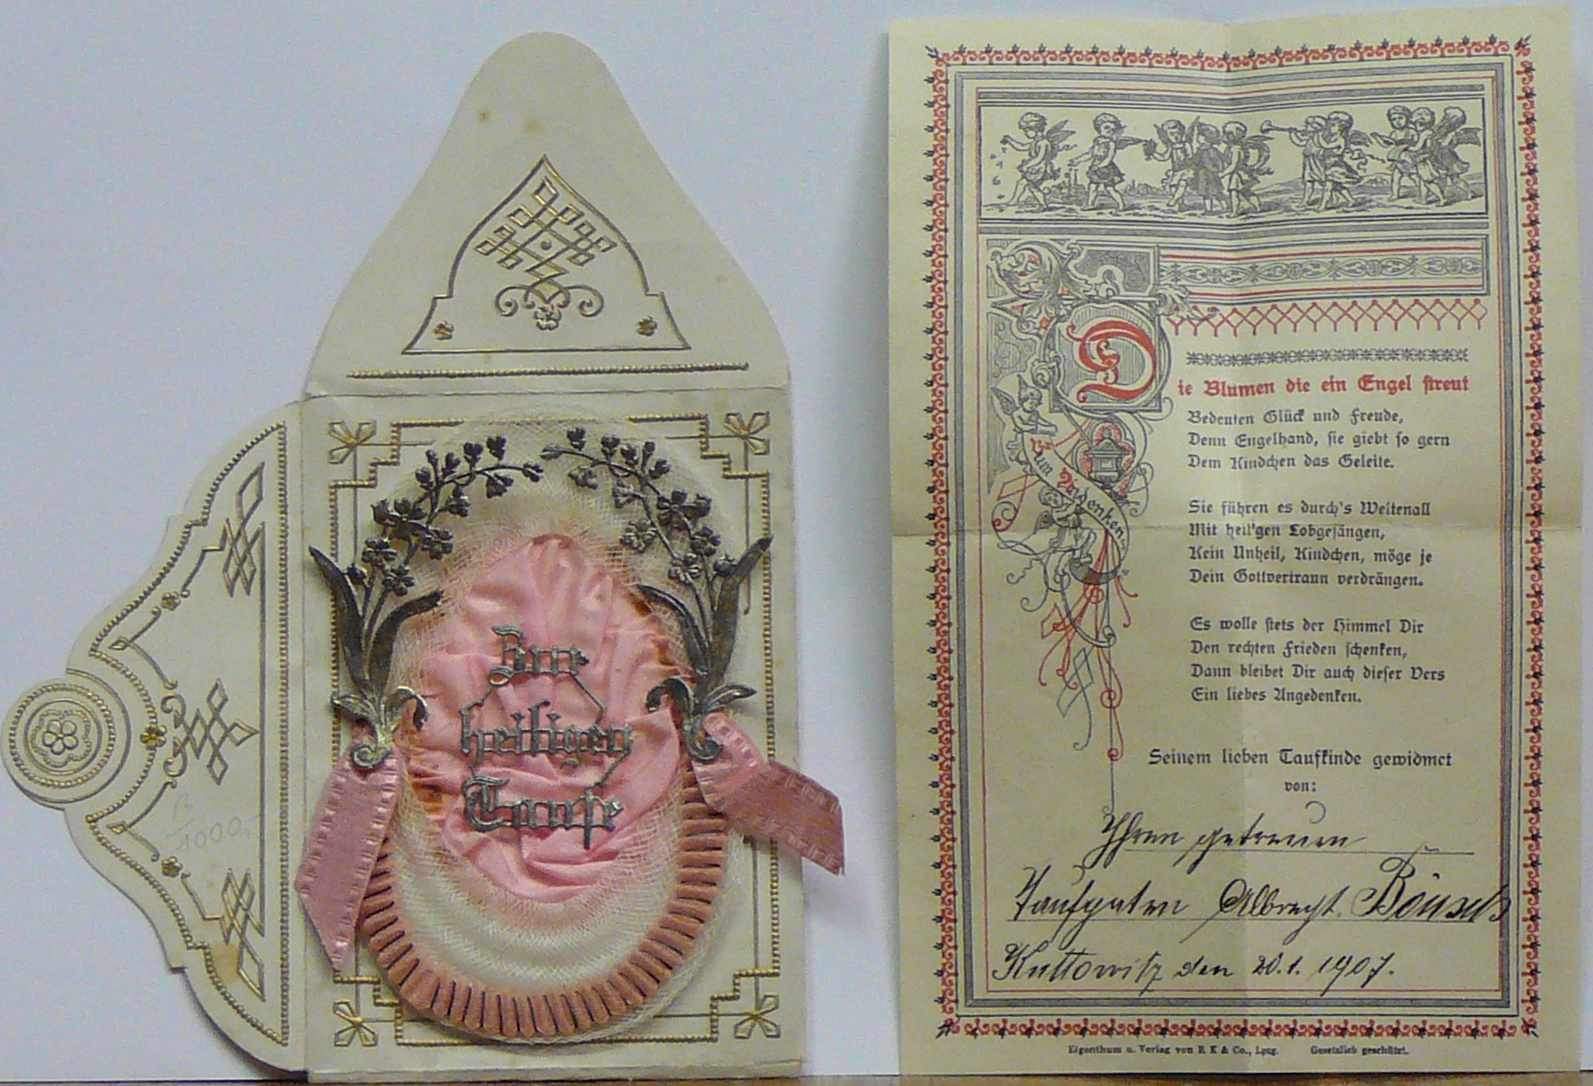 Zur
heiligen
Taufe
B
1000,-
Die Blumen die ein Engel streut
Bedeuten Glück und Freude,
Denn Engelhand, sie giebt so gern
Dem Kindchen das Geleite.
Zum Andenken
Sie führen es durch's Weltenall
Mit heil'gen Lobgesängen,
Kein Unheil, Kindchen, möge je
Dein Gottvertraun verdrängen.
Es wolle stets der Himmel Dir
Den rechten Frieden schenken,
Dann bleibet Dir auch dieser Vers
Ein liebes Angedenken.
Seinem lieben Taufkinde gewidmet
von:
Ihren getreuen
Taufpaten Albrecht
Kattowitz den 20.1.1907.
Eigenthum u. Verlag von R K & Co., Lpzg. Gesetzlich geschützt.